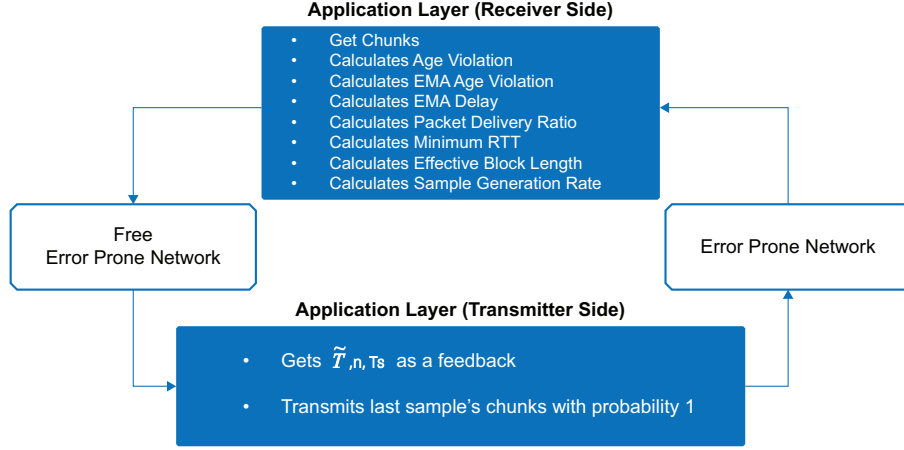 Application Layer (Receiver Side)
• Get Chunks
• Calculates Age Violation
• Calculates EMA Age Violation
• Calculates EMA Delay
• Calculates Packet Delivery Ratio
• Calculates Minimum RTT
• Calculates Effective Block Length
• Calculates Sample Generation Rate
Free
Error Prone Network
Error Prone Network
Application Layer (Transmitter Side)
• Gets T̃ ,n, Ts as a feedback
• Transmits last sample's chunks with probability 1